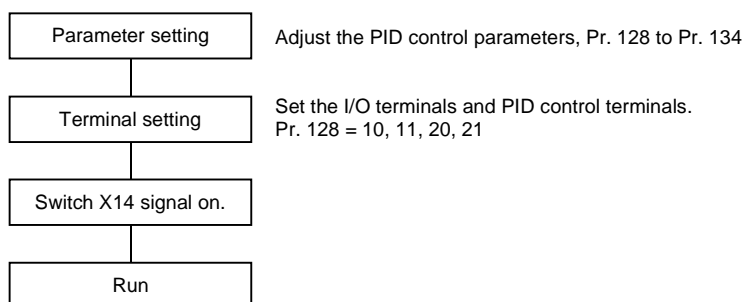 Parameter setting
Adjust the PID control parameters, Pr. 128 to Pr. 134
Terminal setting
Set the I/O terminals and PID control terminals.
Pr. 128 = 10, 11, 20, 21
Switch X14 signal on.
Run